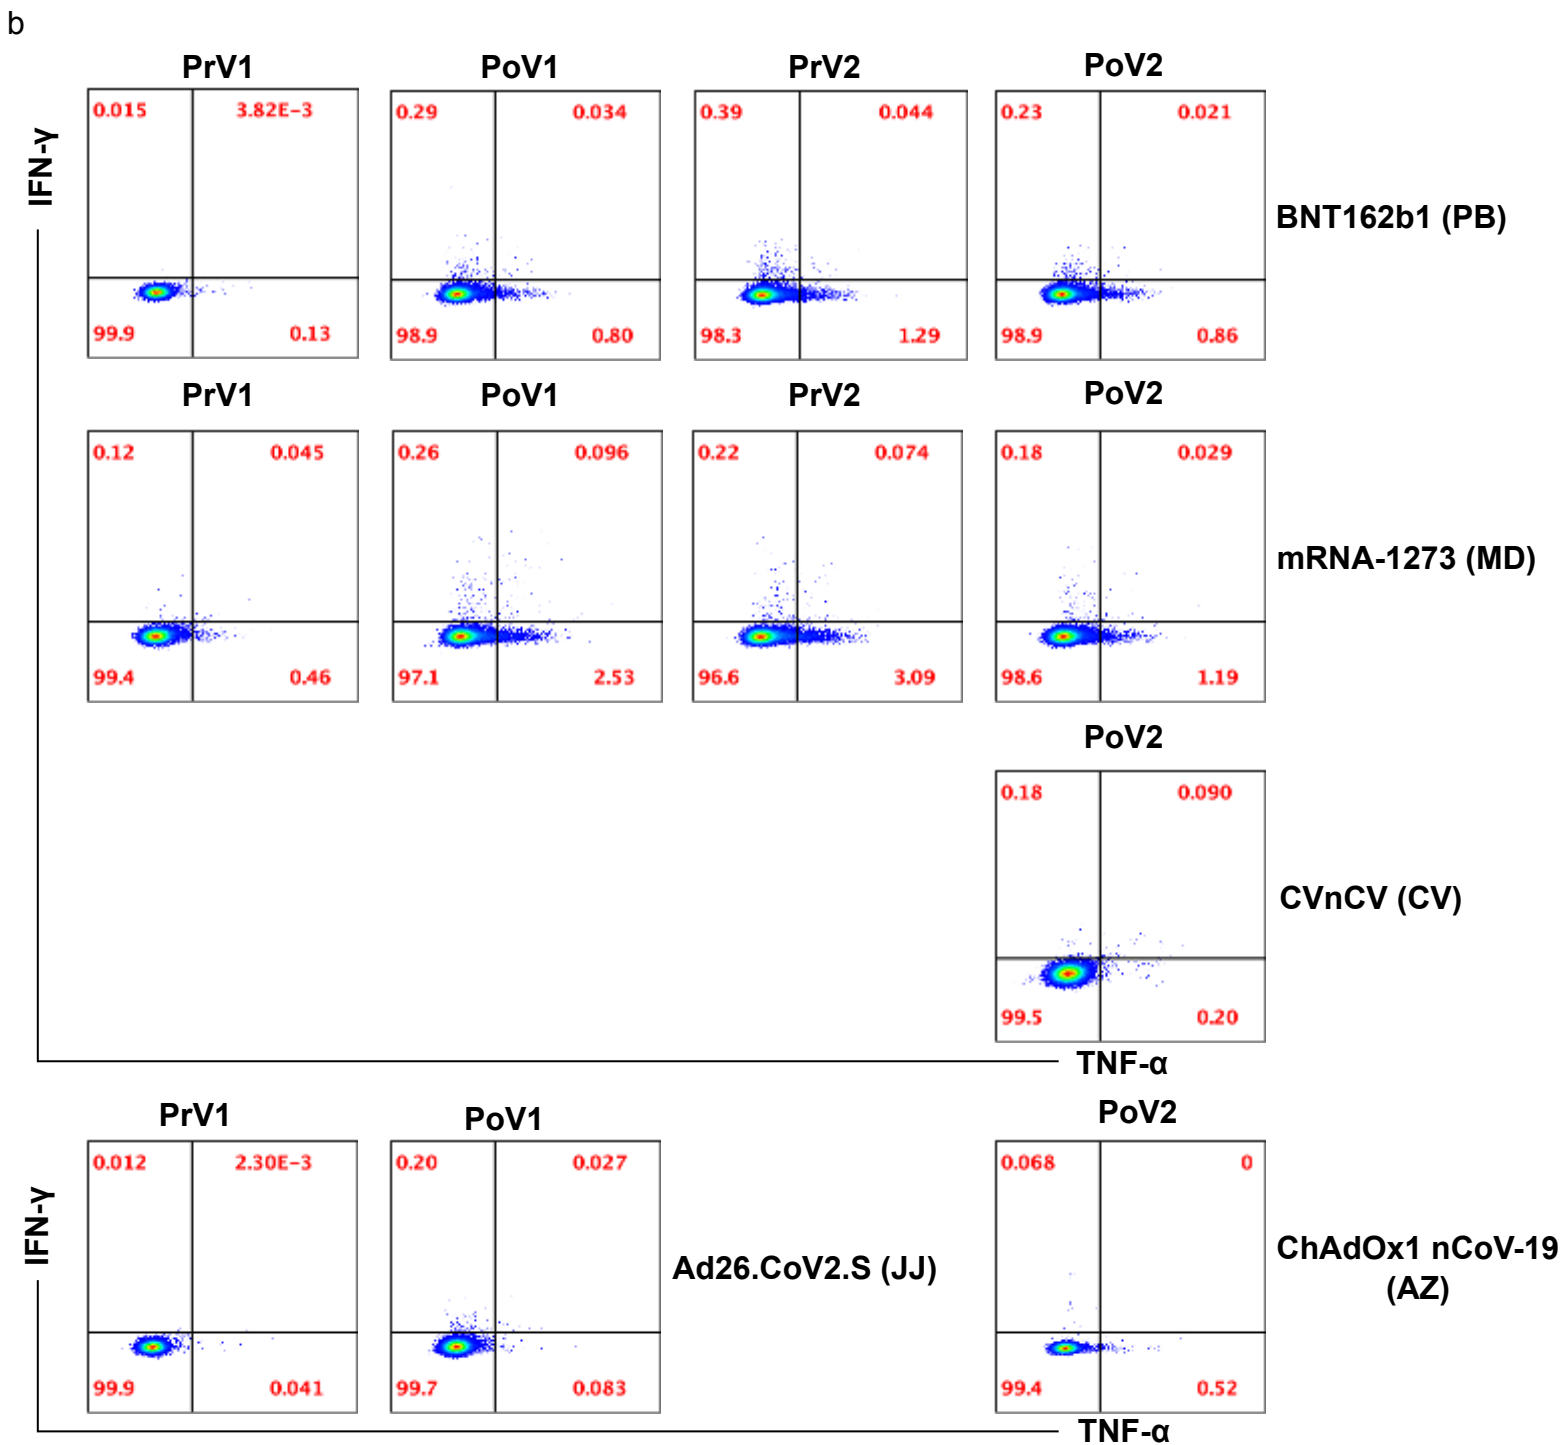 b
PrV1 PoV1 PrV2 PoV2
0.015 3.82E-3 0.29 0.034 0.39 0.044 0.23 0.021
IFN-γ
BNT162b1 (PB)
99.9 0.13 98.9 0.80 98.3 1.29 98.9 0.86
PrV1 PoV1 PrV2 PoV2
0.12 0.045 0.26 0.096 0.22 0.074 0.18 0.029
mRNA-1273 (MD)
99.4 0.46 97.1 2.53 96.6 3.09 98.6 1.19
PoV2
0.18 0.090
CVnCV (CV)
99.5 0.20
TNF-α
PrV1 PoV1 PoV2
0.012 2.30E-3 0.20 0.027 0.068 0
IFN-γ
Ad26.CoV2.S (JJ)
ChAdOx1 nCoV-19
(AZ)
99.9 0.041 99.7 0.083 99.4 0.52
TNF-α